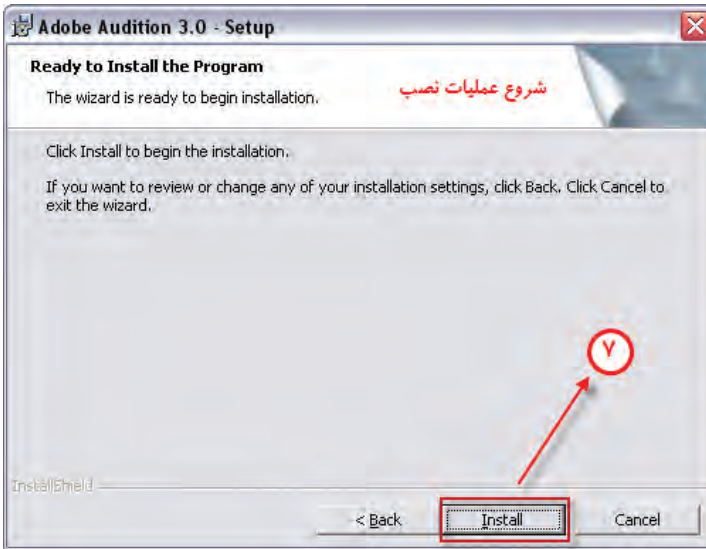 Adobe Audition 3.0 - Setup
Ready to Install the Program
The wizard is ready to begin installation.
شروع عملیات نصب
Click Install to begin the installation.
If you want to review or change any of your installation settings, click Back. Click Cancel to
exit the wizard.
۷
InstallShield
< Back
Install
Cancel